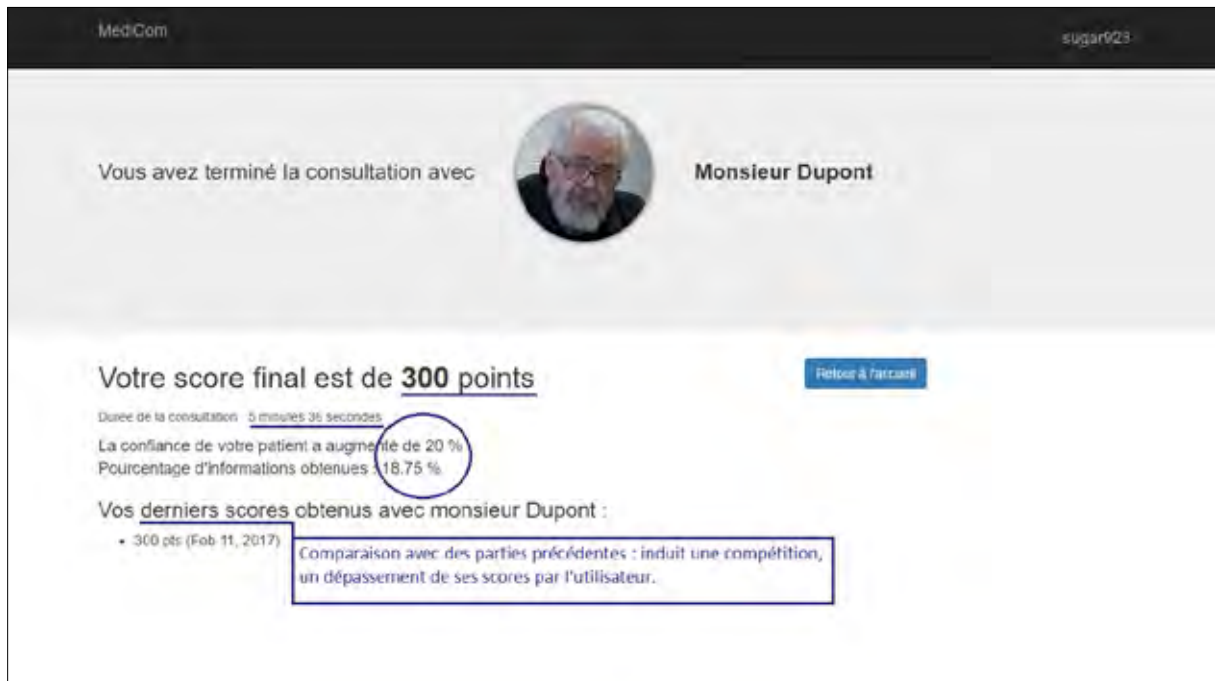 MediCom
sugar923
Vous avez terminé la consultation avec
Monsieur Dupont
Votre score final est de 300 points
Retour à l'accueil
Durée de la consultation : 5 minutes 36 secondes
La confiance de votre patient a augmenté de 20 %
Pourcentage d'informations obtenues : 18.75 %
Vos derniers scores obtenus avec monsieur Dupont :
• 300 pts (Feb 11, 2017)
Comparaison avec des parties précédentes : induit une compétition,
un dépassement de ses scores par l'utilisateur.